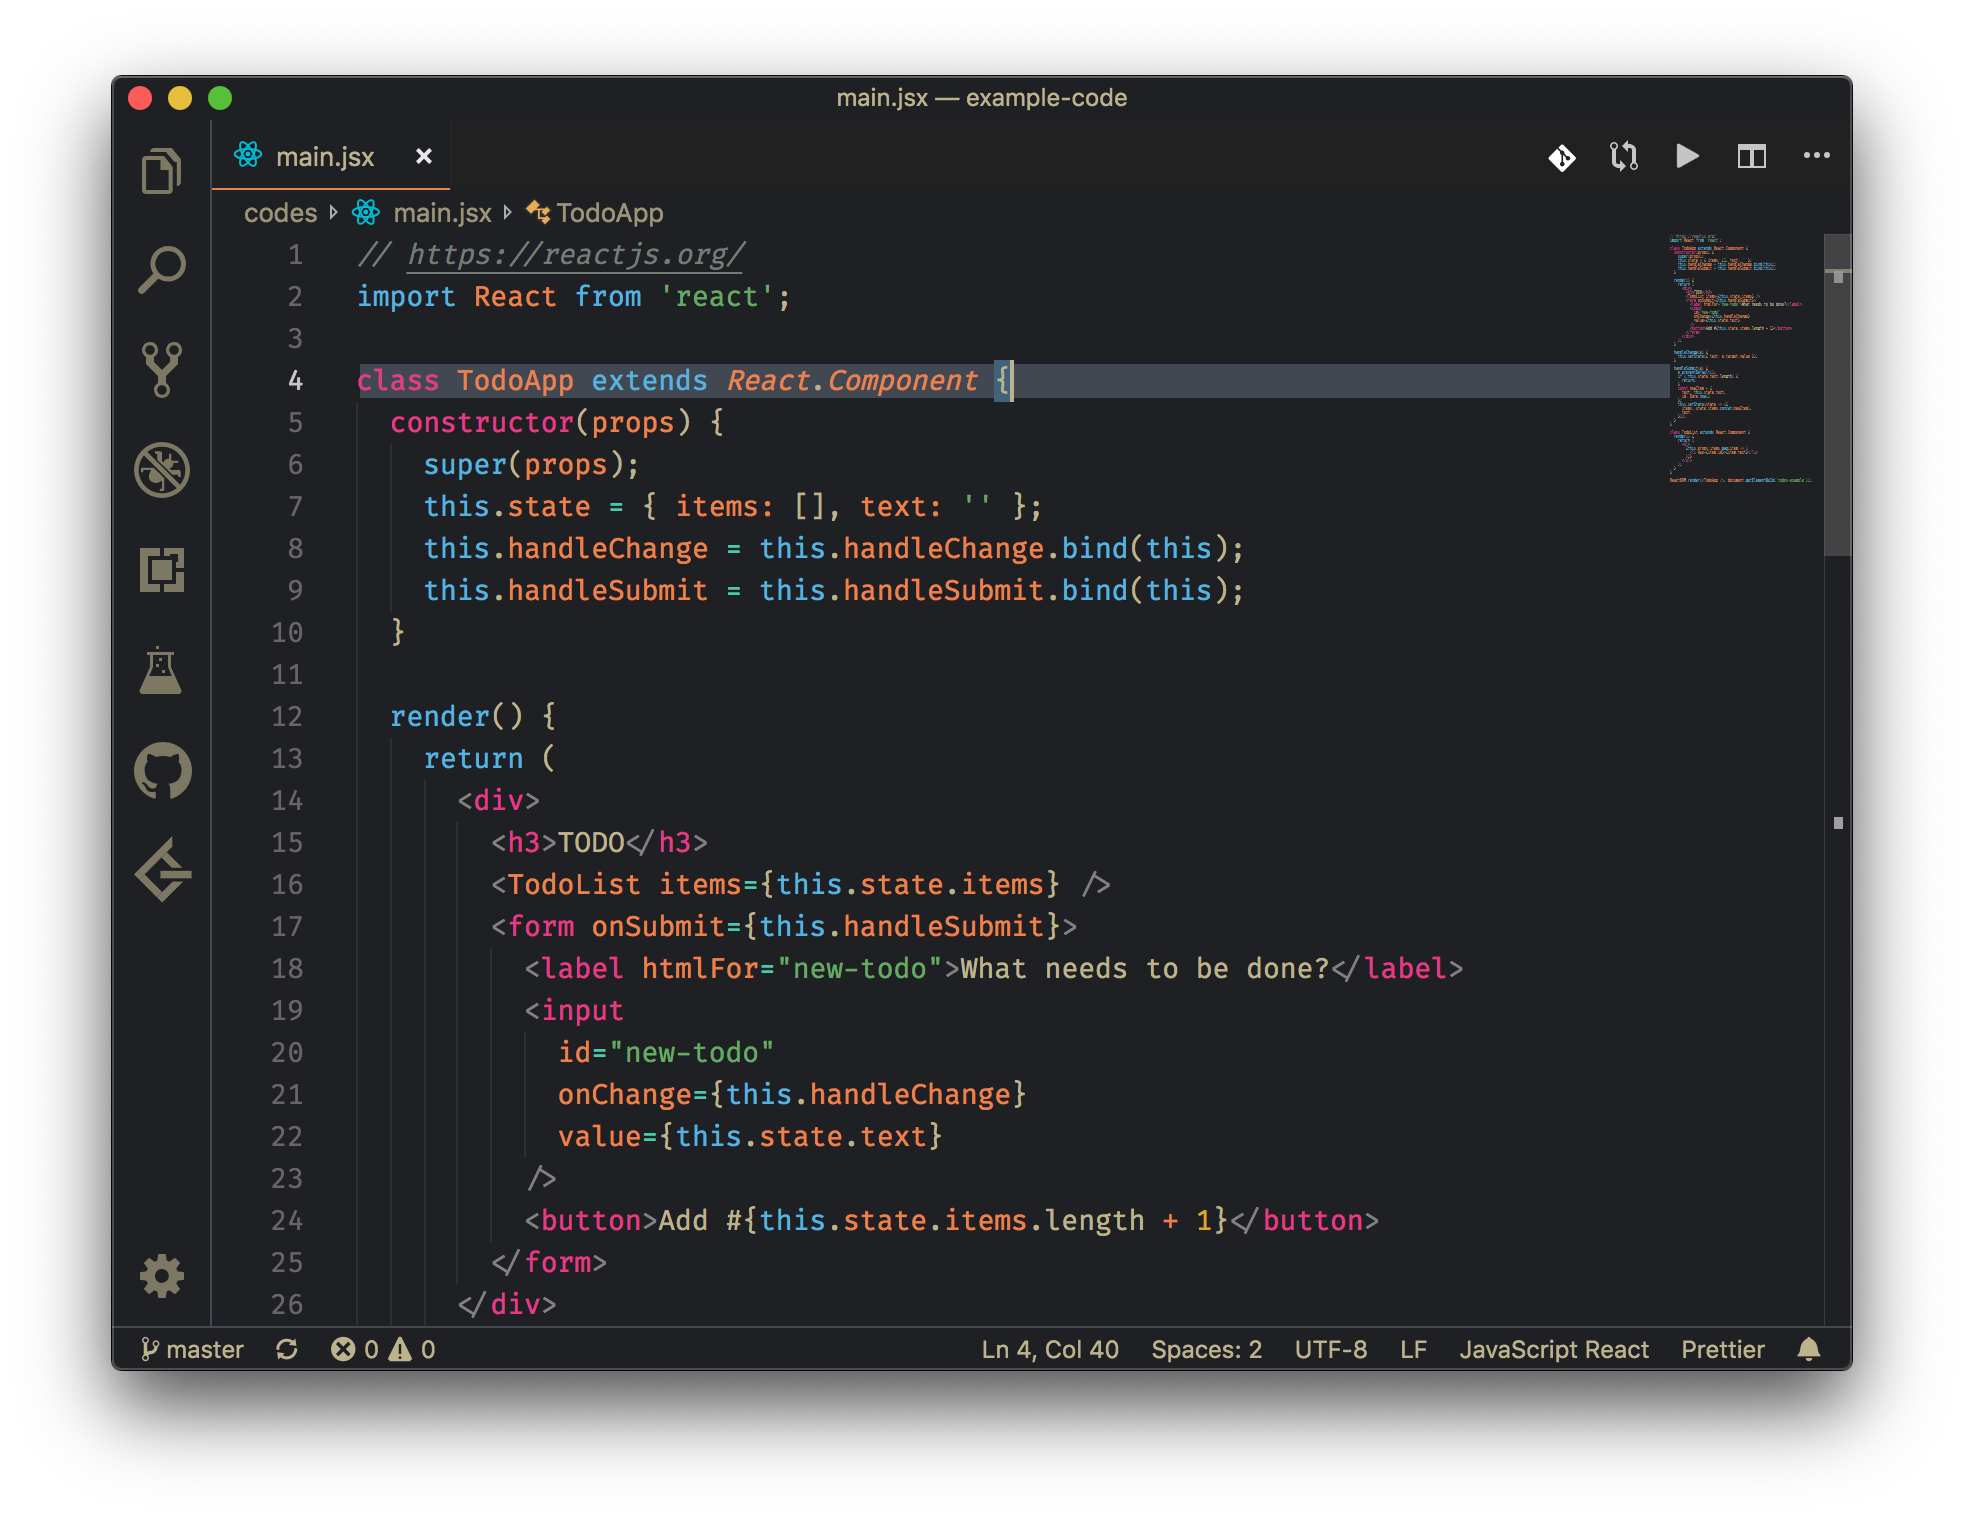 main.jsx — example-code
main.jsx
codes main.jsx TodoApp
1 // https://reactjs.org/
2 import React from 'react';
3
4 class TodoApp extends React.Component {
5 constructor(props) {
6 super(props);
7 this.state = { items: [], text: '' };
8 this.handleChange = this.handleChange.bind(this);
9 this.handleSubmit = this.handleSubmit.bind(this);
10 }
11
12 render() {
13 return (
14 <div>
15 <h3>TODO</h3>
16 <TodoList items={this.state.items} />
17 <form onSubmit={this.handleSubmit}>
18 <label htmlFor="new-todo">What needs to be done?</label>
19 <input
20 id="new-todo"
21 onChange={this.handleChange}
22 value={this.state.text}
23 />
24 <button>Add #{this.state.items.length + 1}</button>
25 </form>
26 </div>
master 0 0 Ln 4, Col 40 Spaces: 2 UTF-8 LF JavaScript React Prettier